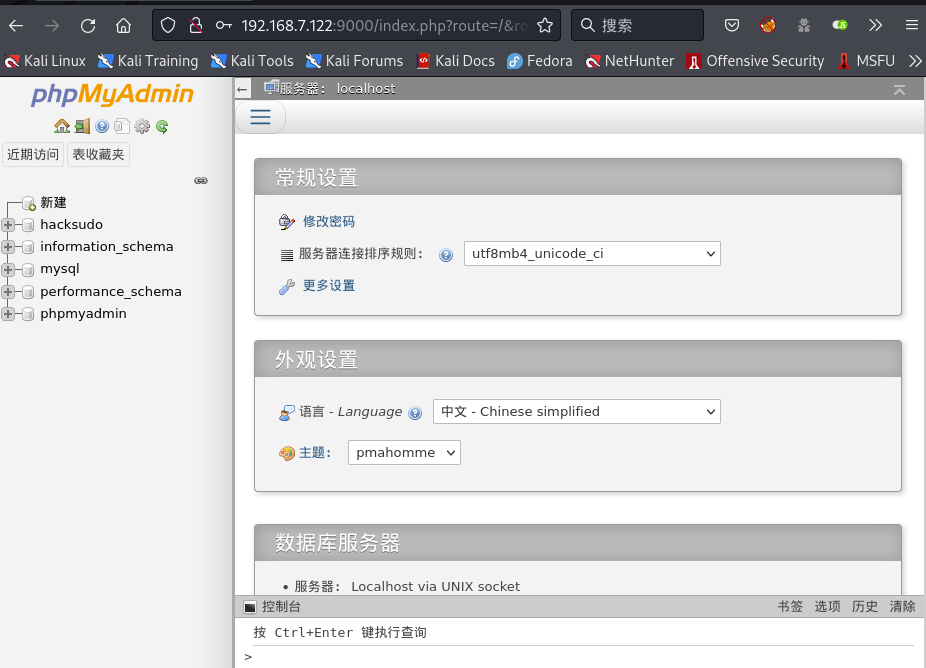 192.168.7.122:9000/index.php?route=/&ro
搜索
Kali Linux Kali Training Kali Tools Kali Forums Kali Docs Fedora NetHunter Offensive Security MSFU
phpMyAdmin
近期访问 表收藏夹
新建
hacksudo
information_schema
mysql
performance_schema
phpmyadmin
服务器: localhost
常规设置
修改密码
服务器连接排序规则: utf8mb4_unicode_ci
更多设置
外观设置
语言 - Language 中文 - Chinese simplified
主题: pmahomme
数据库服务器
• 服务器: Localhost via UNIX socket
控制台 书签 选项 历史 清除
按 Ctrl+Enter 键执行查询
>